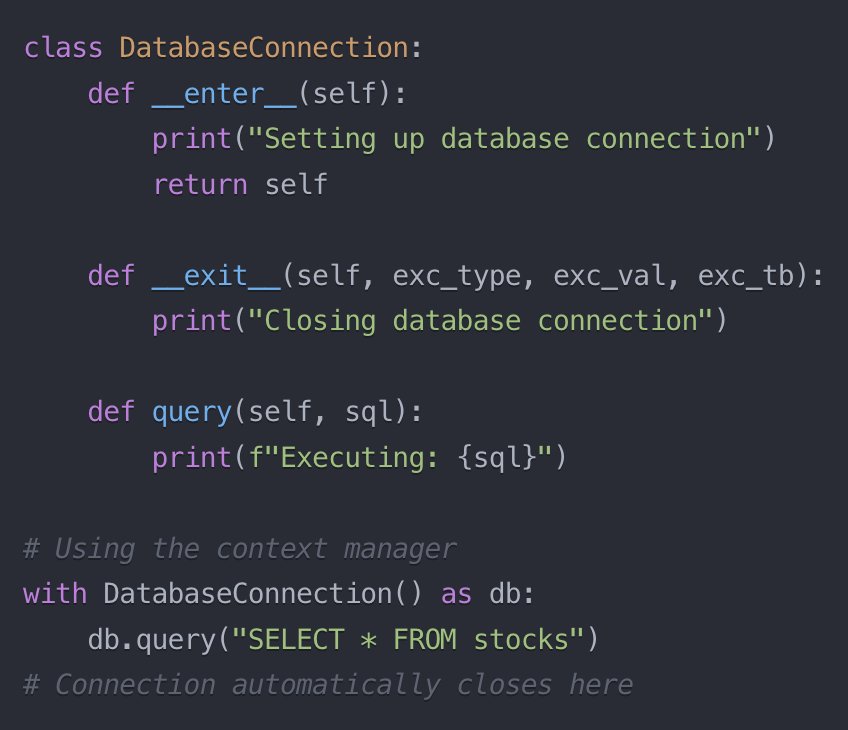 class DatabaseConnection:
    def __enter__(self):
        print("Setting up database connection")
        return self

    def __exit__(self, exc_type, exc_val, exc_tb):
        print("Closing database connection")

    def query(self, sql):
        print(f"Executing: {sql}")

# Using the context manager
with DatabaseConnection() as db:
    db.query("SELECT * FROM stocks")
# Connection automatically closes here